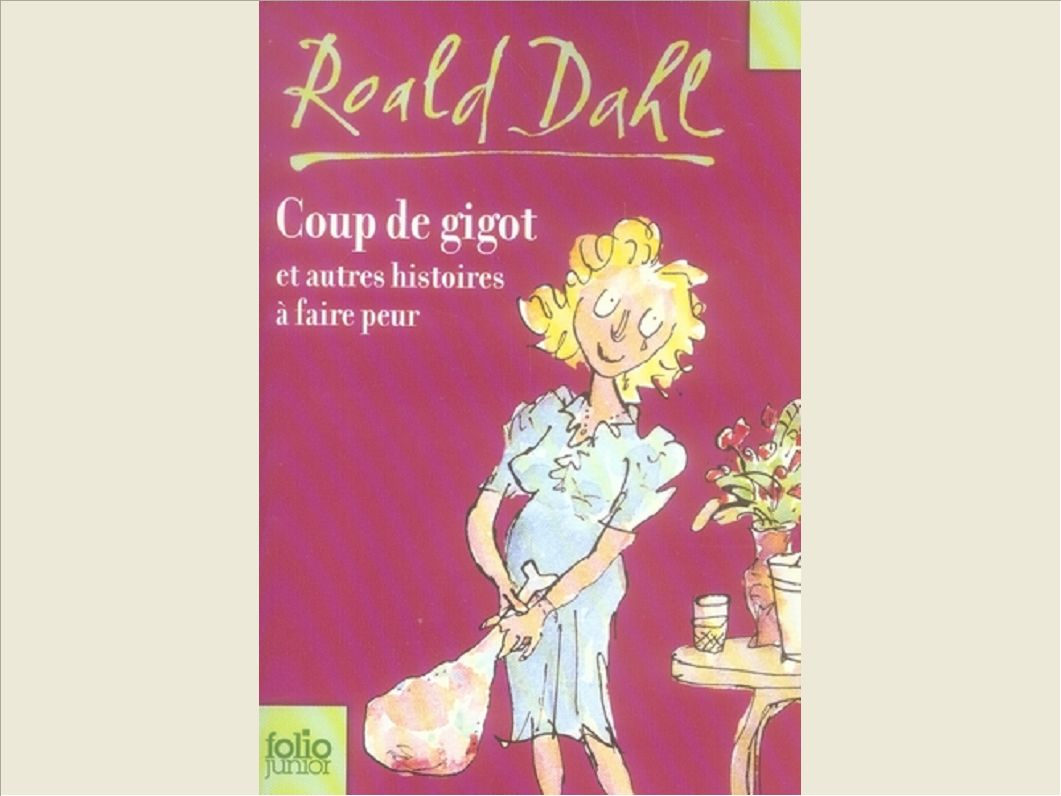 Roald Dahl
Coup de gigot
et autres histoires
à faire peur
folio
junior